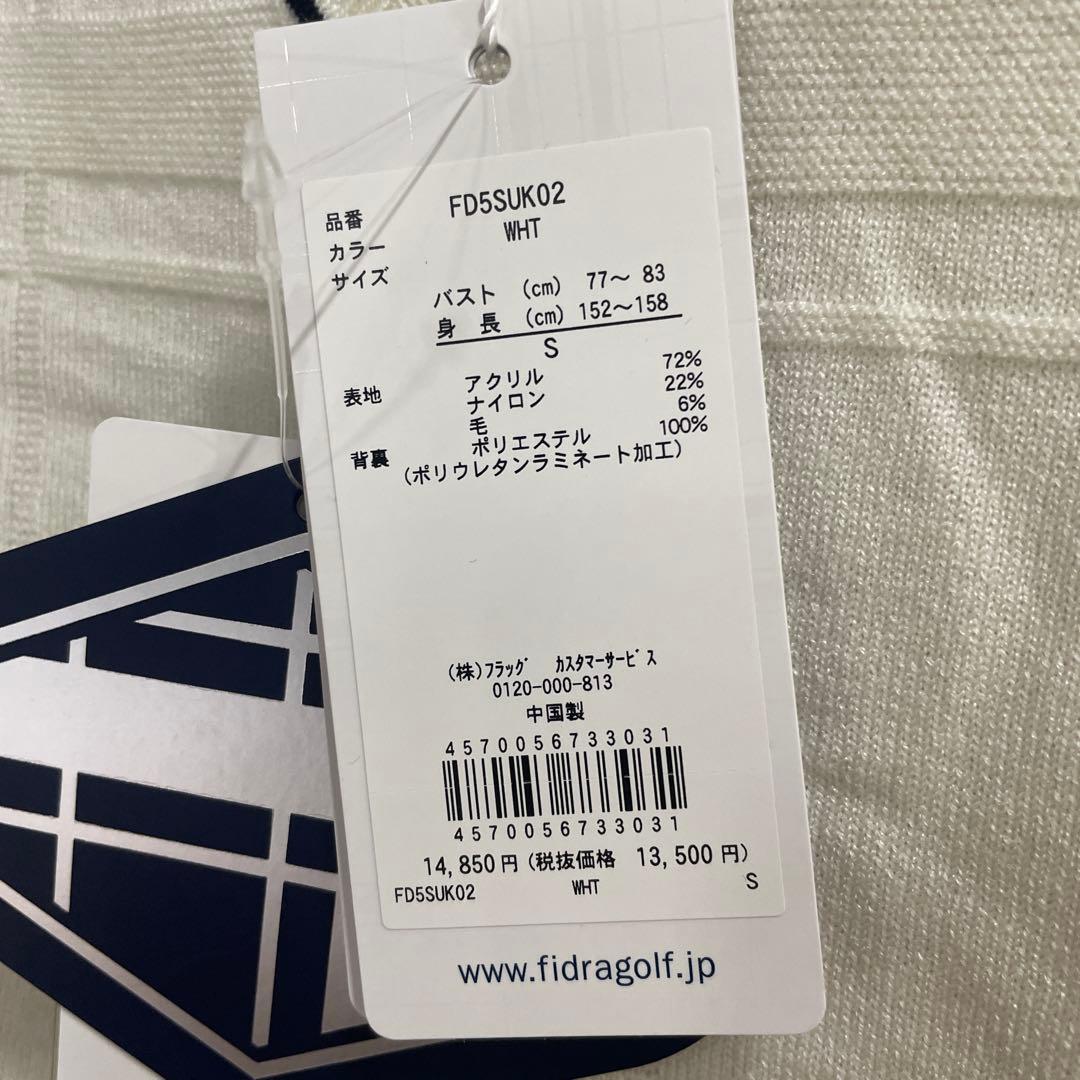 品番 FD5SUK02
カラー WHT
サイズ
バスト (cm) 77〜 83
身 長 (cm) 152〜158
S
表地 アクリル 72%
ナイロン 22%
毛 6%
背裏 ポリエステル 100%
(ポリウレタンラミネート加工)
(株)ﾌﾗｯｸﾞ ｶｽﾀﾏｰｻｰﾋﾞｽ
0120-000-813
中国製
4570056733031
4570056733031
14,850円(税抜価格 13,500円)
FD5SUK02 WHT S
www.fidragolf.jp